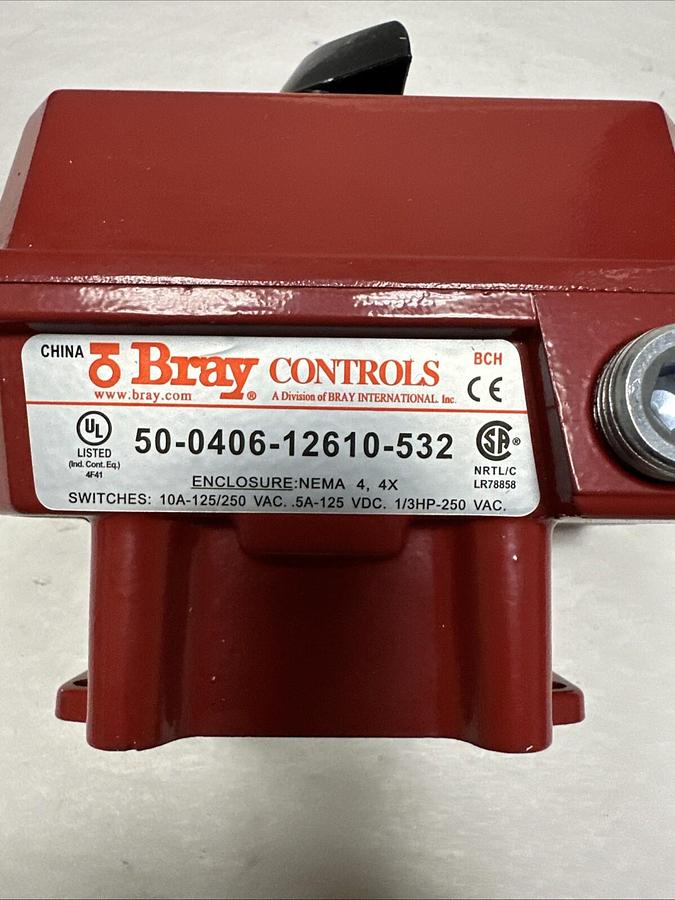 CHINA Bray® CONTROLS BCH
www.bray.com A Division of BRAY INTERNATIONAL. Inc. CE
UL
LISTED
(Ind. Cont. Eq.)
4F41
50-0406-12610-532
SA®
NRTL/C
LR78858
ENCLOSURE:NEMA 4, 4X
SWITCHES: 10A-125/250 VAC. .5A-125 VDC. 1/3HP-250 VAC.